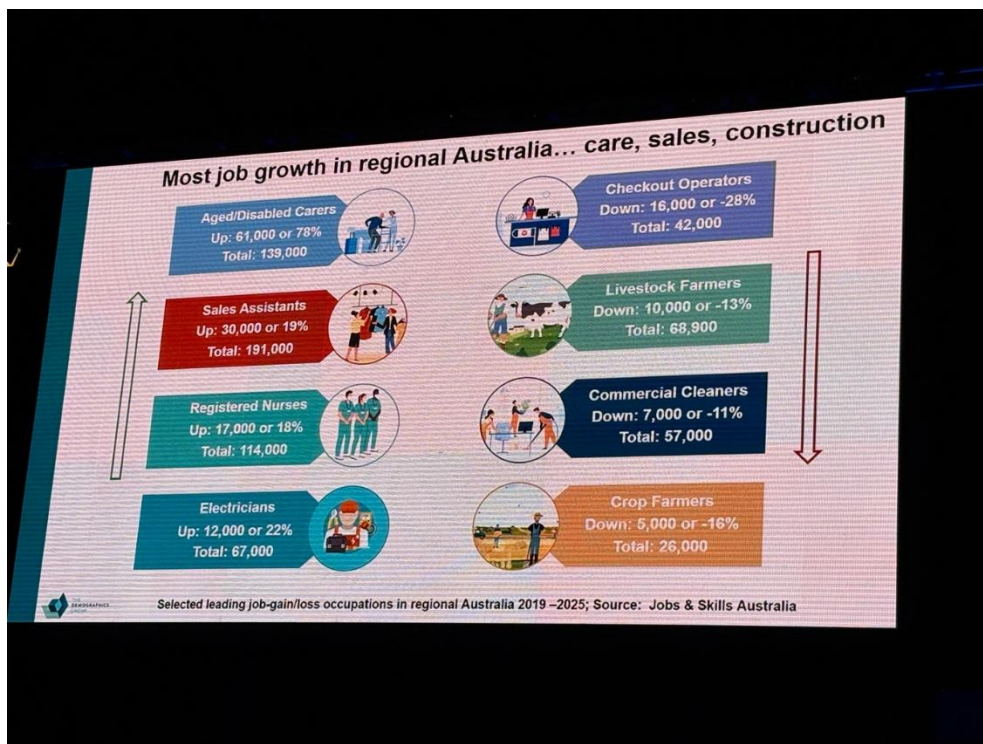 Most job growth in regional Australia... care, sales, construction
Aged/Disabled Carers
Up: 61,000 or 78%
Total: 139,000
Sales Assistants
Up: 30,000 or 19%
Total: 191,000
Registered Nurses
Up: 17,000 or 18%
Total: 114,000
Electricians
Up: 12,000 or 22%
Total: 67,000
Checkout Operators
Down: 16,000 or -28%
Total: 42,000
Livestock Farmers
Down: 10,000 or -13%
Total: 68,900
Commercial Cleaners
Down: 7,000 or -11%
Total: 57,000
Crop Farmers
Down: 5,000 or -16%
Total: 26,000
THE
DEMOGRAPHICS
GROUP
Selected leading job-gain/loss occupations in regional Australia 2019 –2025; Source: Jobs & Skills Australia